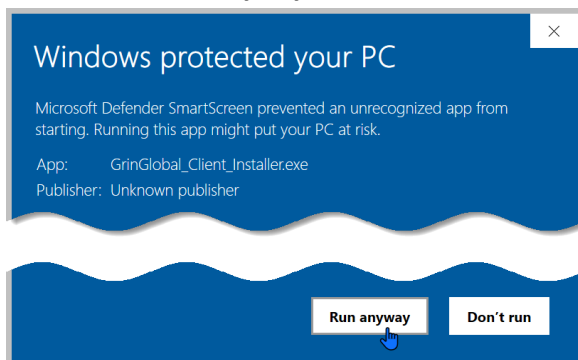 Windows protected your PC
Microsoft Defender SmartScreen prevented an unrecognized app from
starting. Running this app might put your PC at risk.
App: GrinGlobal_Client_Installer.exe
Publisher: Unknown publisher
Run anyway Don't run